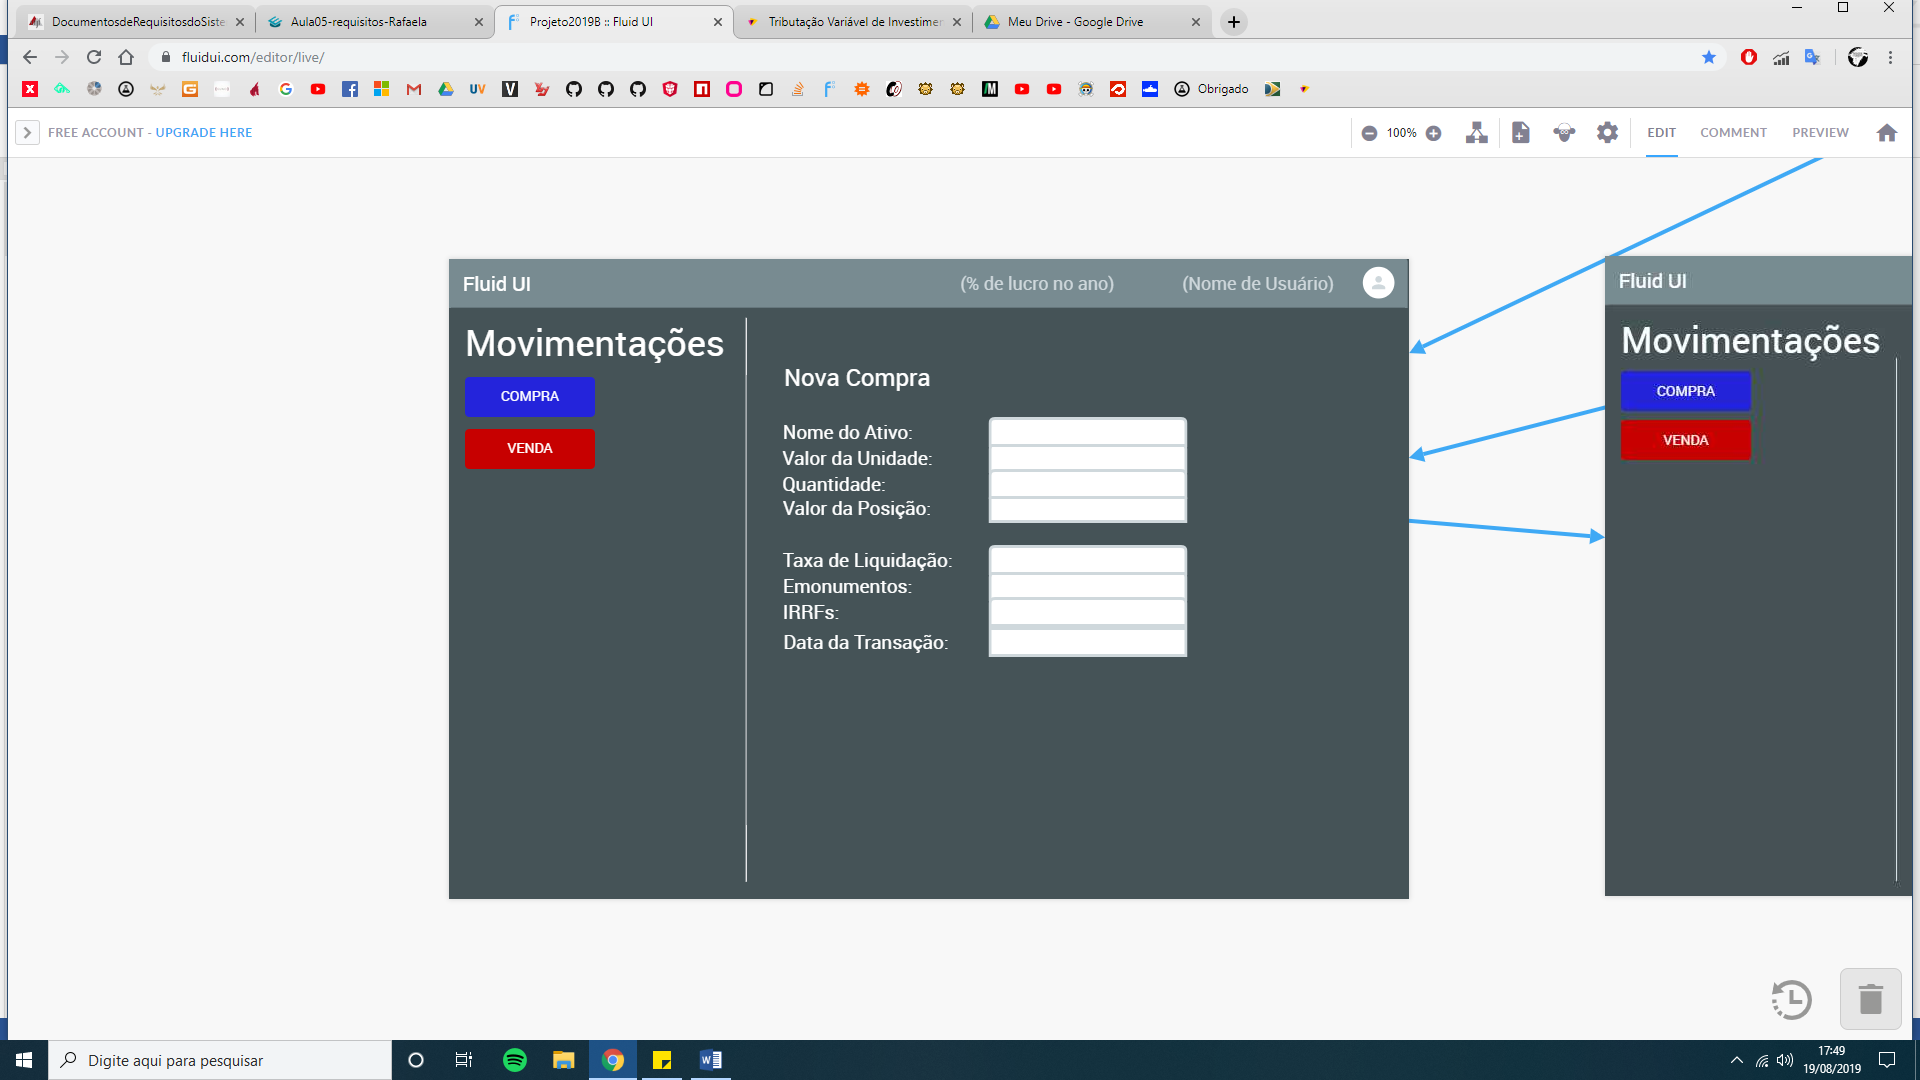 DocumentosdeRequisitosdoSiste
Aula05-requisitos-Rafaela
Projeto2019B :: Fluid UI
Tributação Variável de Investimen
Meu Drive - Google Drive
fluidui.com/editor/live/
Obrigado
FREE ACCOUNT - UPGRADE HERE
100%
EDIT
COMMENT
PREVIEW
Fluid UI
(% de lucro no ano)
(Nome de Usuário)
Movimentações
COMPRA
VENDA
Nova Compra
Nome do Ativo:
Valor da Unidade:
Quantidade:
Valor da Posição:
Taxa de Liquidação:
Emonumentos:
IRRFs:
Data da Transação:
Fluid UI
Movimentações
COMPRA
VENDA
Digite aqui para pesquisar
17:49
19/08/2019